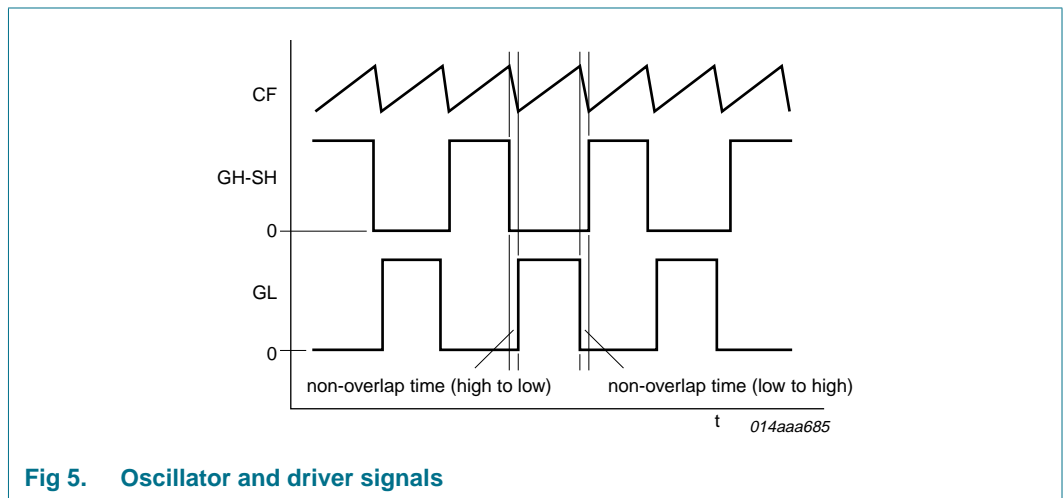 CF
GH-SH
0
GL
0
non-overlap time (high to low)
non-overlap time (low to high)
t
014aaa685
Fig 5. Oscillator and driver signals